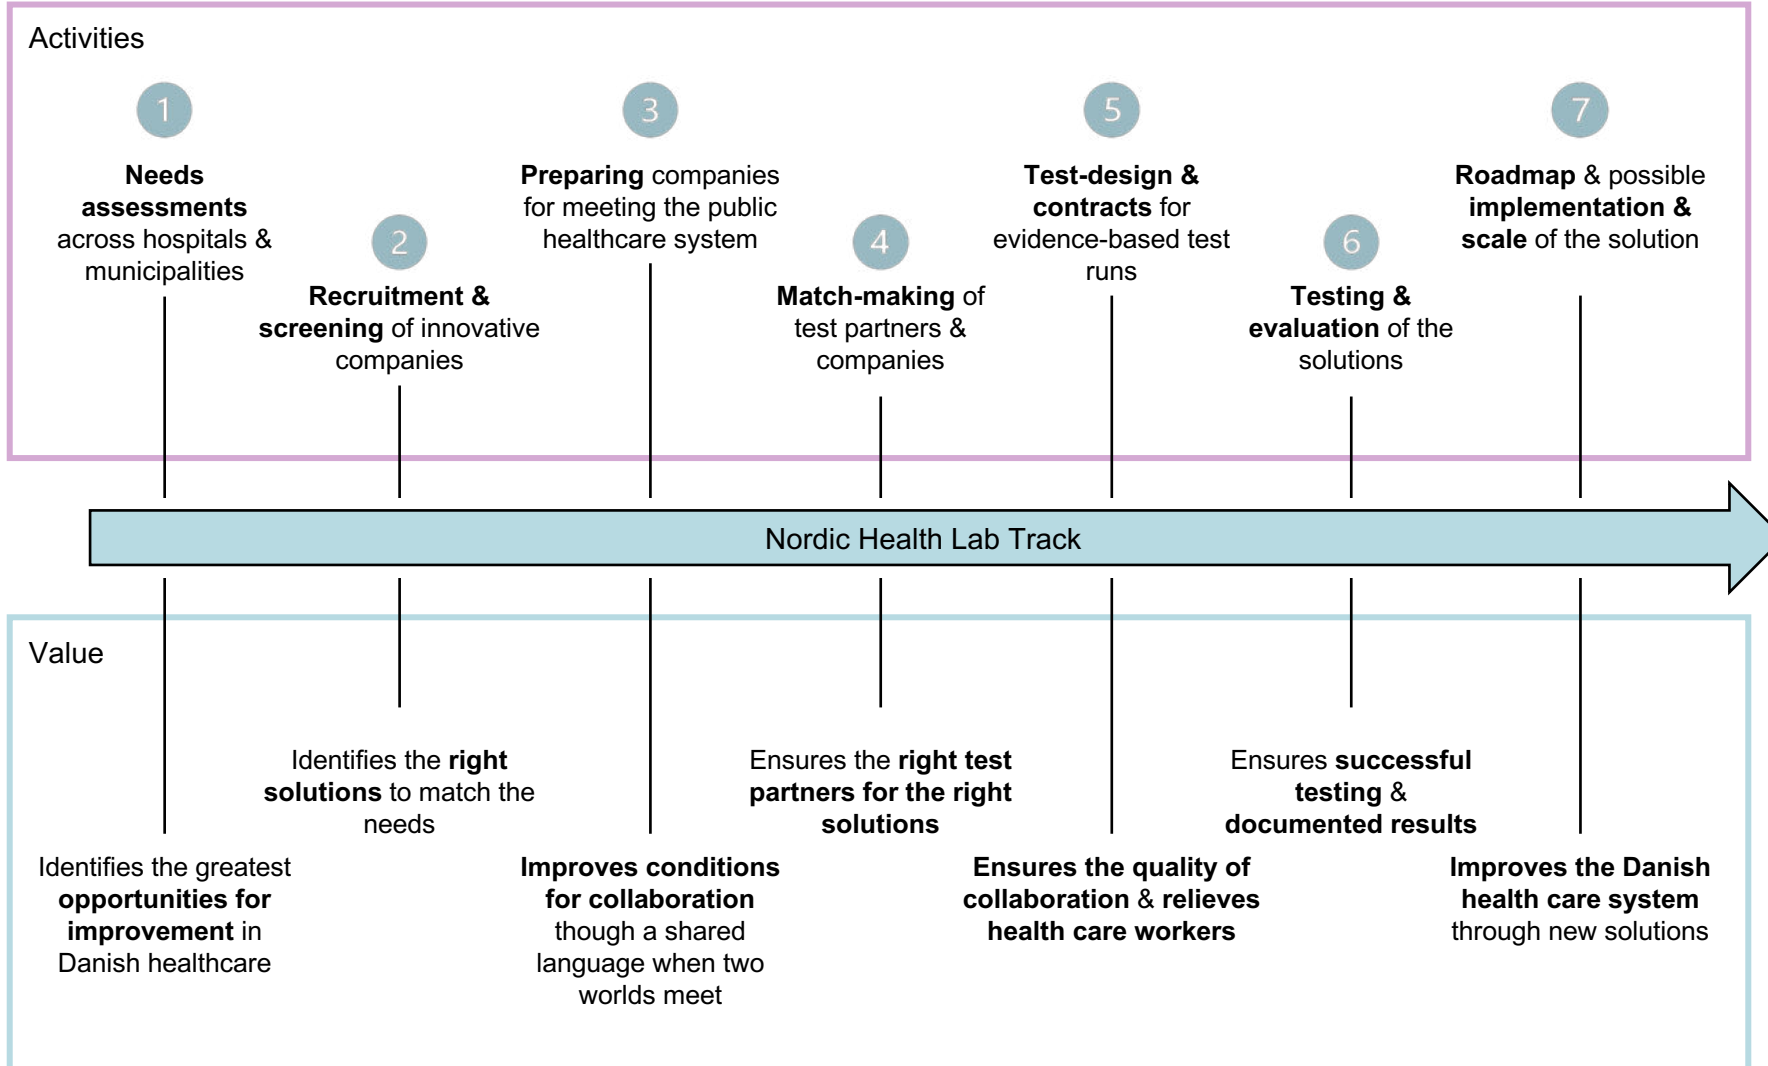 Activities
1
Needs
assessments
across hospitals &
municipalities
2
Recruitment &
screening of innovative
companies
3
Preparing companies
for meeting the public
healthcare system
4
Match-making of
test partners &
companies
5
Test-design &
contracts for
evidence-based test
runs
6
Testing &
evaluation of the
solutions
7
Roadmap & possible
implementation &
scale of the solution
Nordic Health Lab Track
Value
Identifies the greatest
opportunities for
improvement in
Danish healthcare
Identifies the right
solutions to match the
needs
Improves conditions
for collaboration
though a shared
language when two
worlds meet
Ensures the right test
partners for the right
solutions
Ensures the quality of
collaboration & relieves
health care workers
Ensures successful
testing &
documented results
Improves the Danish
health care system
through new solutions